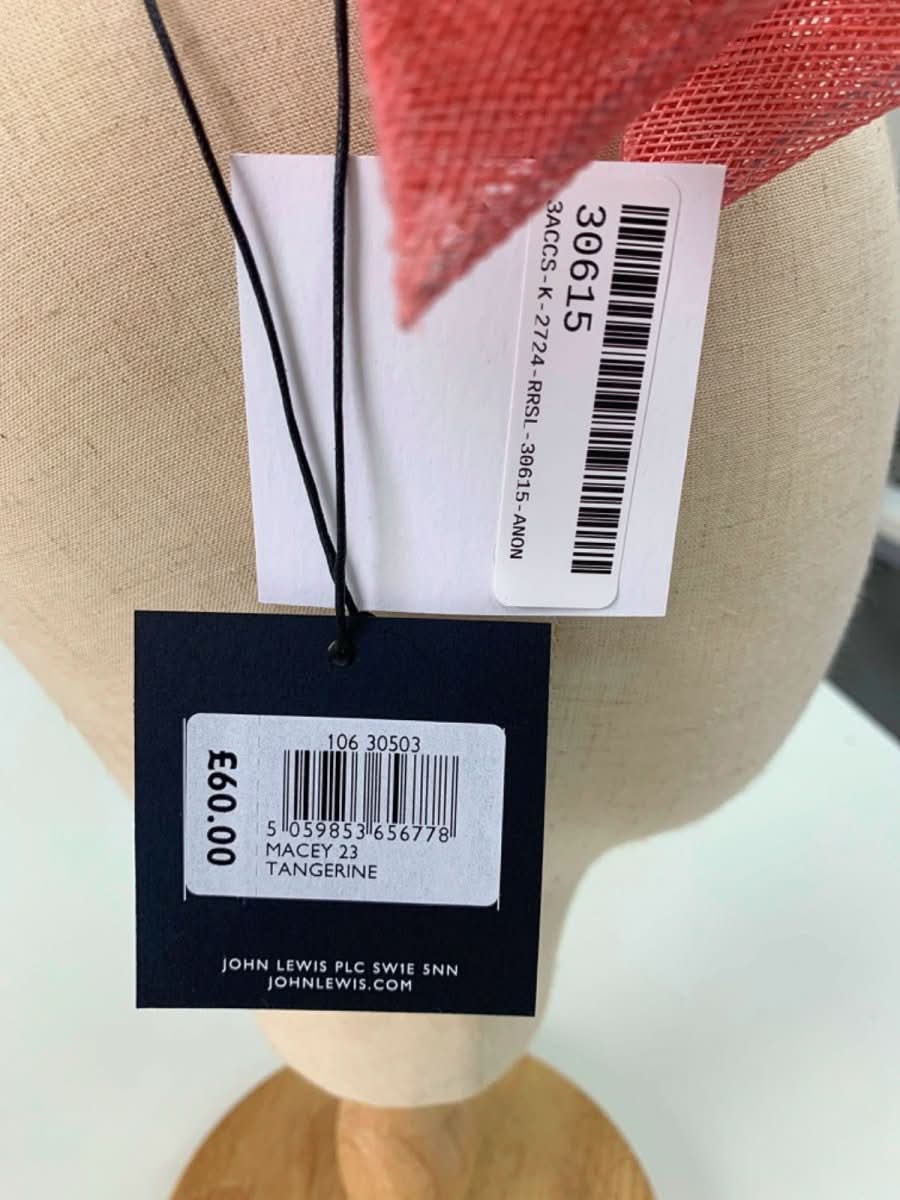 30615
3ACCS-K-2724-RRSL-30615-ANON
£60.00
106 30503
5 059853 656778
MACEY 23
TANGERINE
JOHN LEWIS PLC SW1E 5NN
JOHNLEWIS.COM